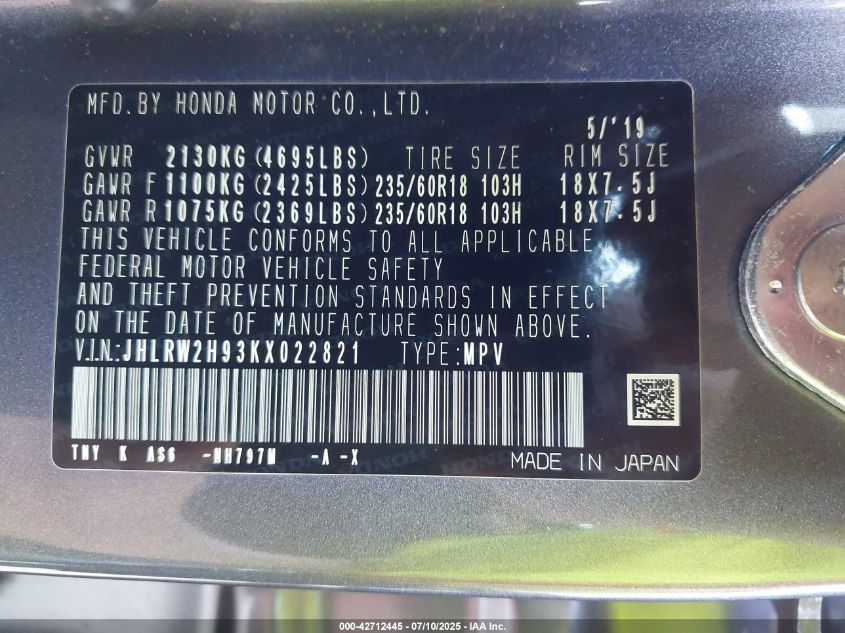 MFD.BY HONDA MOTOR CO.,LTD.
5/'19
GVWR 2130KG(4695LBS) TIRE SIZE RIM SIZE
GAWR F1100KG(2425LBS)235/60R18 103H 18X7.5J
GAWR R1075KG(2369LBS)235/60R18 103H 18X7.5J
THIS VEHICLE CONFORMS TO ALL APPLICABLE
FEDERAL MOTOR VEHICLE SAFETY
AND THEFT PREVENTION STANDARDS IN EFFECT
ON THE DATE OF MANUFACTURE SHOWN ABOVE.
V.I.N:JHLRW2H93KX022821 TYPE:MPV
TNY K AS6 -NH797M -A -X
MADE IN JAPAN
000-42712445 - 07/10/2025 - IAA Inc.